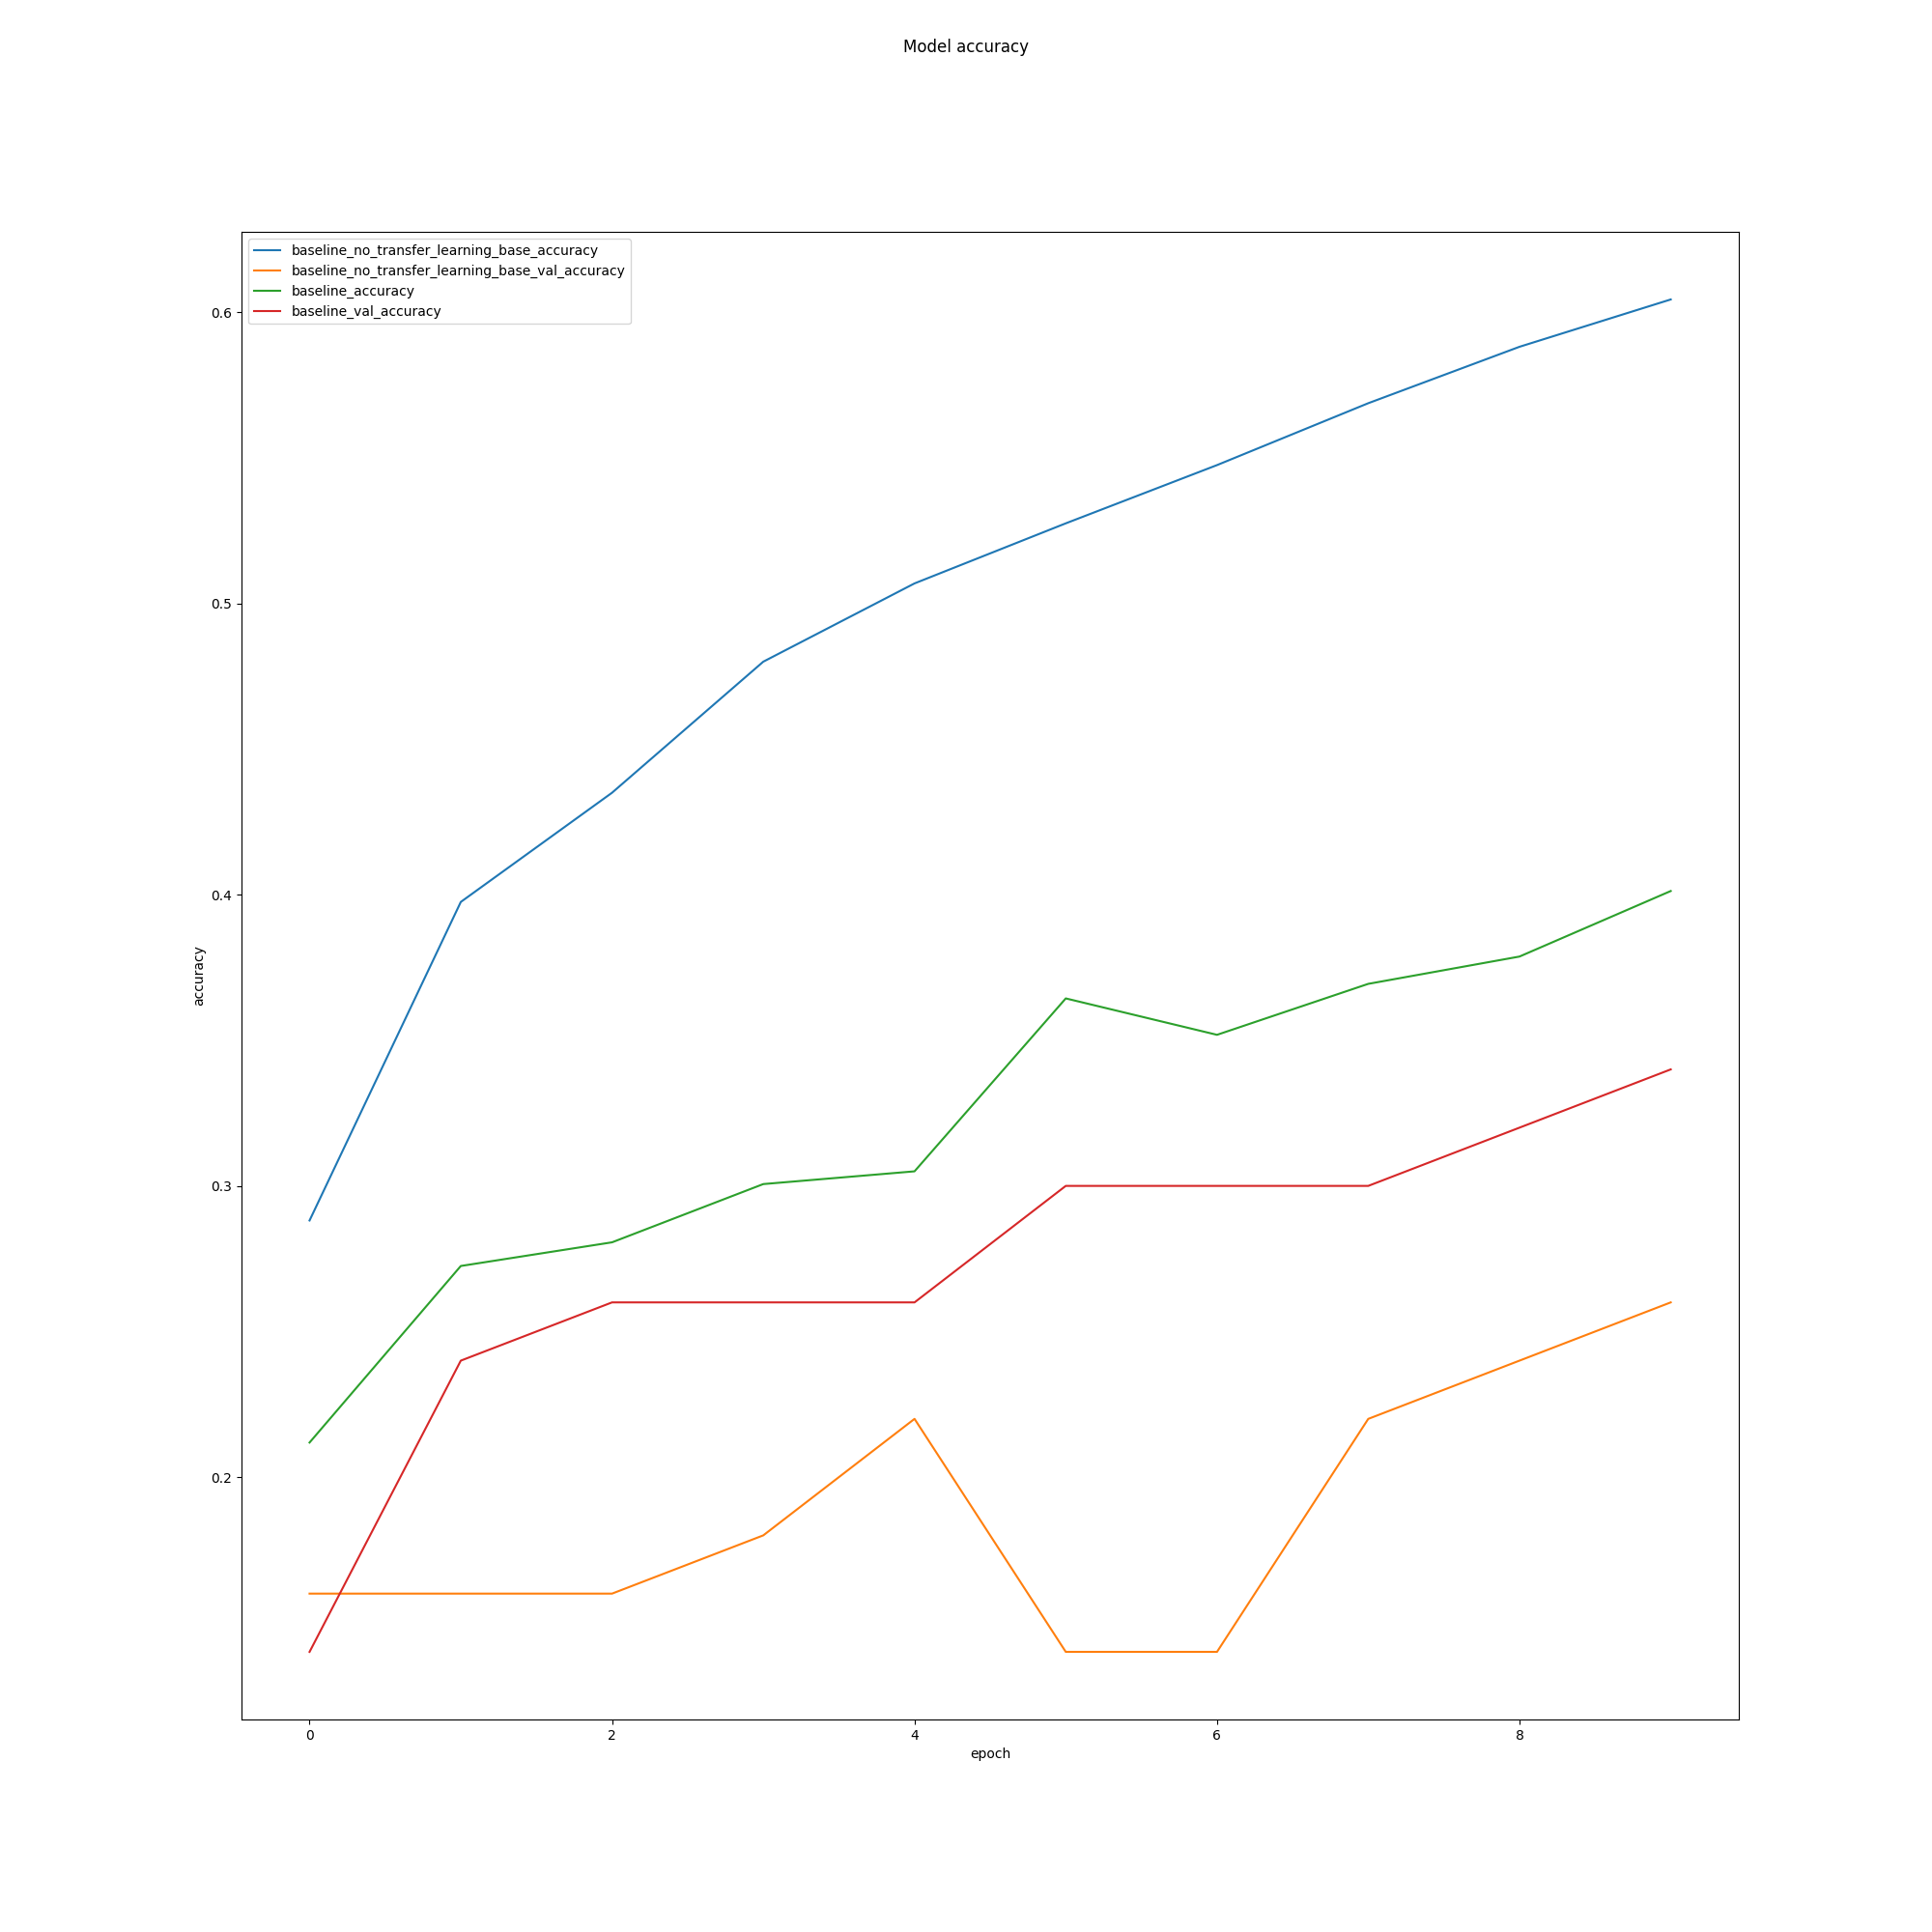 Model accuracy
baseline_no_transfer_learning_base_accuracy
baseline_no_transfer_learning_base_val_accuracy
baseline_accuracy
baseline_val_accuracy
0.6
0.5
0.4
0.3
0.2
accuracy
0 2 4 6 8
epoch